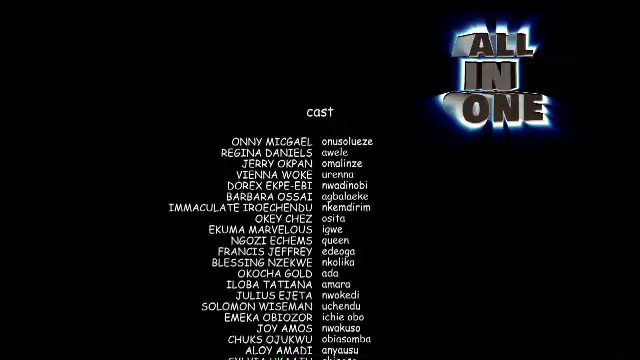 ALL
IN
ONE
cast
ONNY MICGAEL onusolueze
REGINA DANIELS awele
JERRY OKPAN omalinze
VIENNA WOKE urenna
DOREX EKPE-EBI nwadinobi
BARBARA OSSAI agbalaeke
IMMACULATE IROECHENDU nkemdirim
OKEY CHEZ osita
EKUMA MARVELOUS igwe
NGOZI ECHEMS queen
FRANCIS JEFFREY edeoga
BLESSING NZEKWE nkolika
OKOCHA GOLD ada
ILOBA TATIANA amara
JULIUS EJETA nwokedi
SOLOMON WISEMAN uchendu
EMEKA OBIOZOR ichie obo
JOY AMOS nwakuso
CHUKS OJUKWU obiasomba
ALOY AMADI anyausu